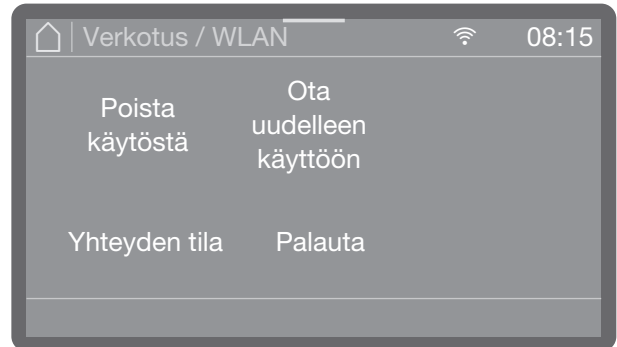 Verkotus / WLAN 08:15
Poista
käytöstä
Ota
uudelleen
käyttöön
Yhteyden tila
Palauta